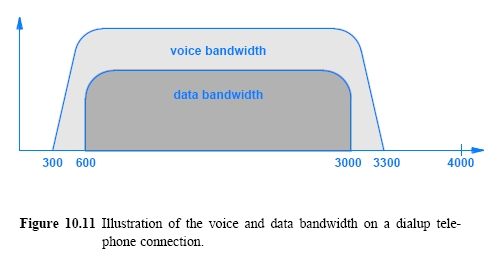 voice bandwidth
data bandwidth
300 600 3000 3300 4000
Figure 10.11 Illustration of the voice and data bandwidth on a dialup tele-
phone connection.